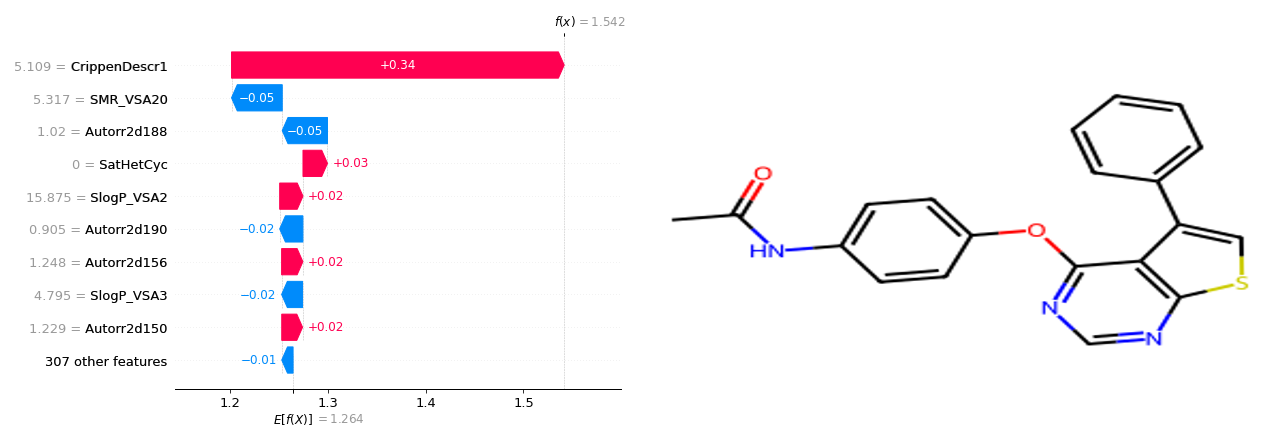 f(x) = 1.542
5.109 = CrippenDescr1 +0.34
5.317 = SMR_VSA20 −0.05
1.02 = Autorr2d188 −0.05
0 = SatHetCyc +0.03
15.875 = SlogP_VSA2 +0.02
0.905 = Autorr2d190 −0.02
1.248 = Autorr2d156 +0.02
4.795 = SlogP_VSA3 −0.02
1.229 = Autorr2d150 +0.02
307 other features −0.01
1.2 1.3 1.4 1.5
E[f(X)] = 1.264
O
HN
O
N
N
S